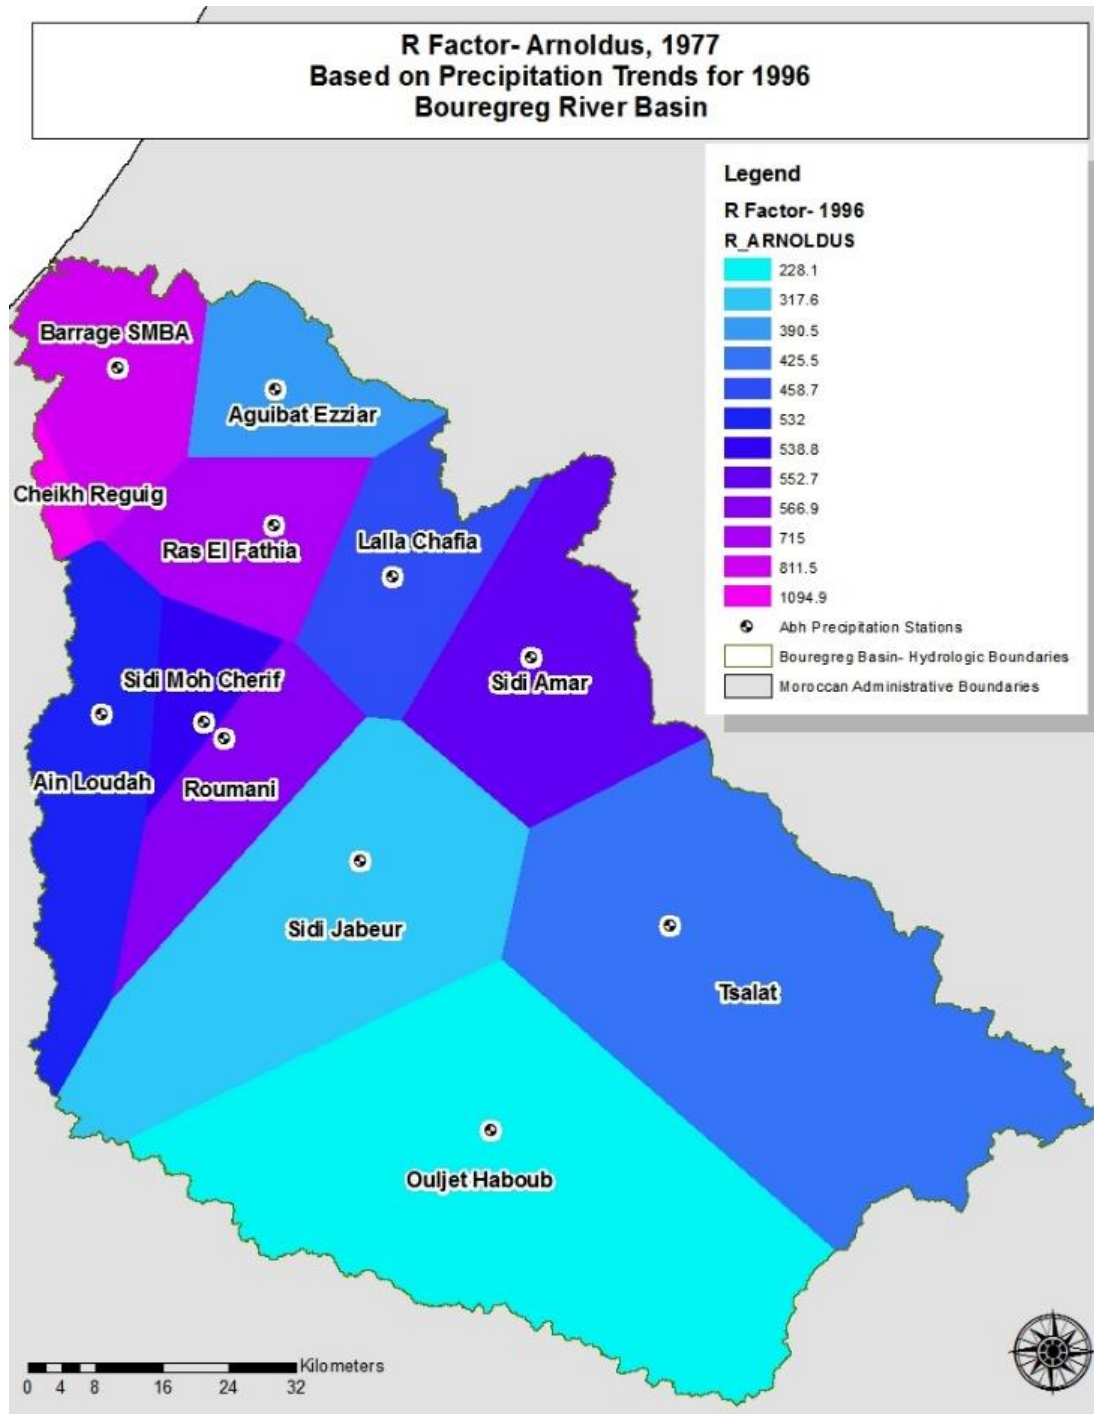 R Factor- Arnoldus, 1977
Based on Precipitation Trends for 1996
Bouregreg River Basin
Legend
R Factor- 1996
R_ARNOLDUS
228.1
317.6
390.5
425.5
458.7
532
538.8
552.7
566.9
715
811.5
1094.9
Abh Precipitation Stations
Bouregreg Basin- Hydrologic Boundaries
Moroccan Administrative Boundaries
Barrage SMBA
Aguibat Ezziar
Cheikh Reguig
Ras El Fathia
Lalla Chafia
Sidi Moh Cherif
Sidi Amar
Ain Loudah
Roumani
Sidi Jabeur
Tsalat
Ouljet Haboub
Kilometers
0 4 8 16 24 32